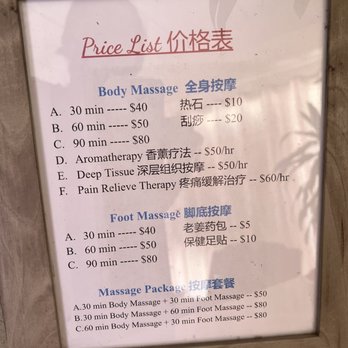 Price List 价格表
Body Massage 全身按摩
A. 30 min ----- $40 热石 ---- $10
B. 60 min ----- $50 刮痧 ---- $20
C. 90 min ----- $80
D. Aromatherapy 香薰疗法 -- $50/hr
E. Deep Tissue 深层组织按摩 -- $50/hr
F. Pain Relieve Therapy 疼痛缓解治疗 -- $60/hr
Foot Massage 脚底按摩
A. 30 min ----- $40 老姜药包 -- $5
B. 60 min ----- $50 保健足贴 -- $10
C. 90 min ----- $80
Massage Package 按摩套餐
A.30 min Body Massage + 30 min Foot Massage -- $50
B.30 min Body Massage + 60 min Foot Massage -- $80
C.60 min Body Massage + 30 min Foot Massage -- $80